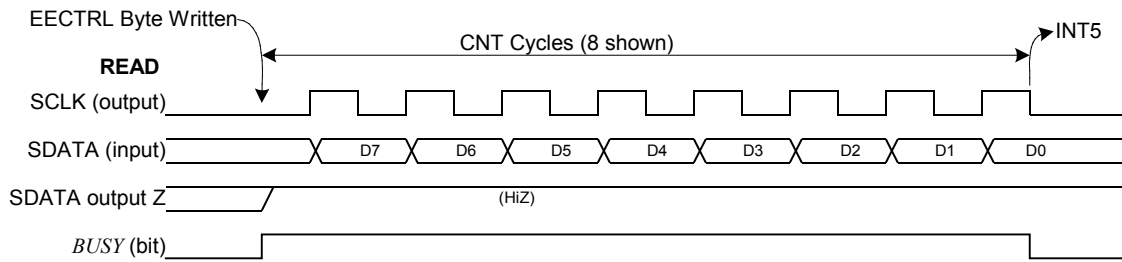 EECTRL Byte Written
CNT Cycles (8 shown)
INT5
READ
SCLK (output)
SDATA (input)
D7 D6 D5 D4 D3 D2 D1 D0
SDATA output Z
(HiZ)
BUSY (bit)